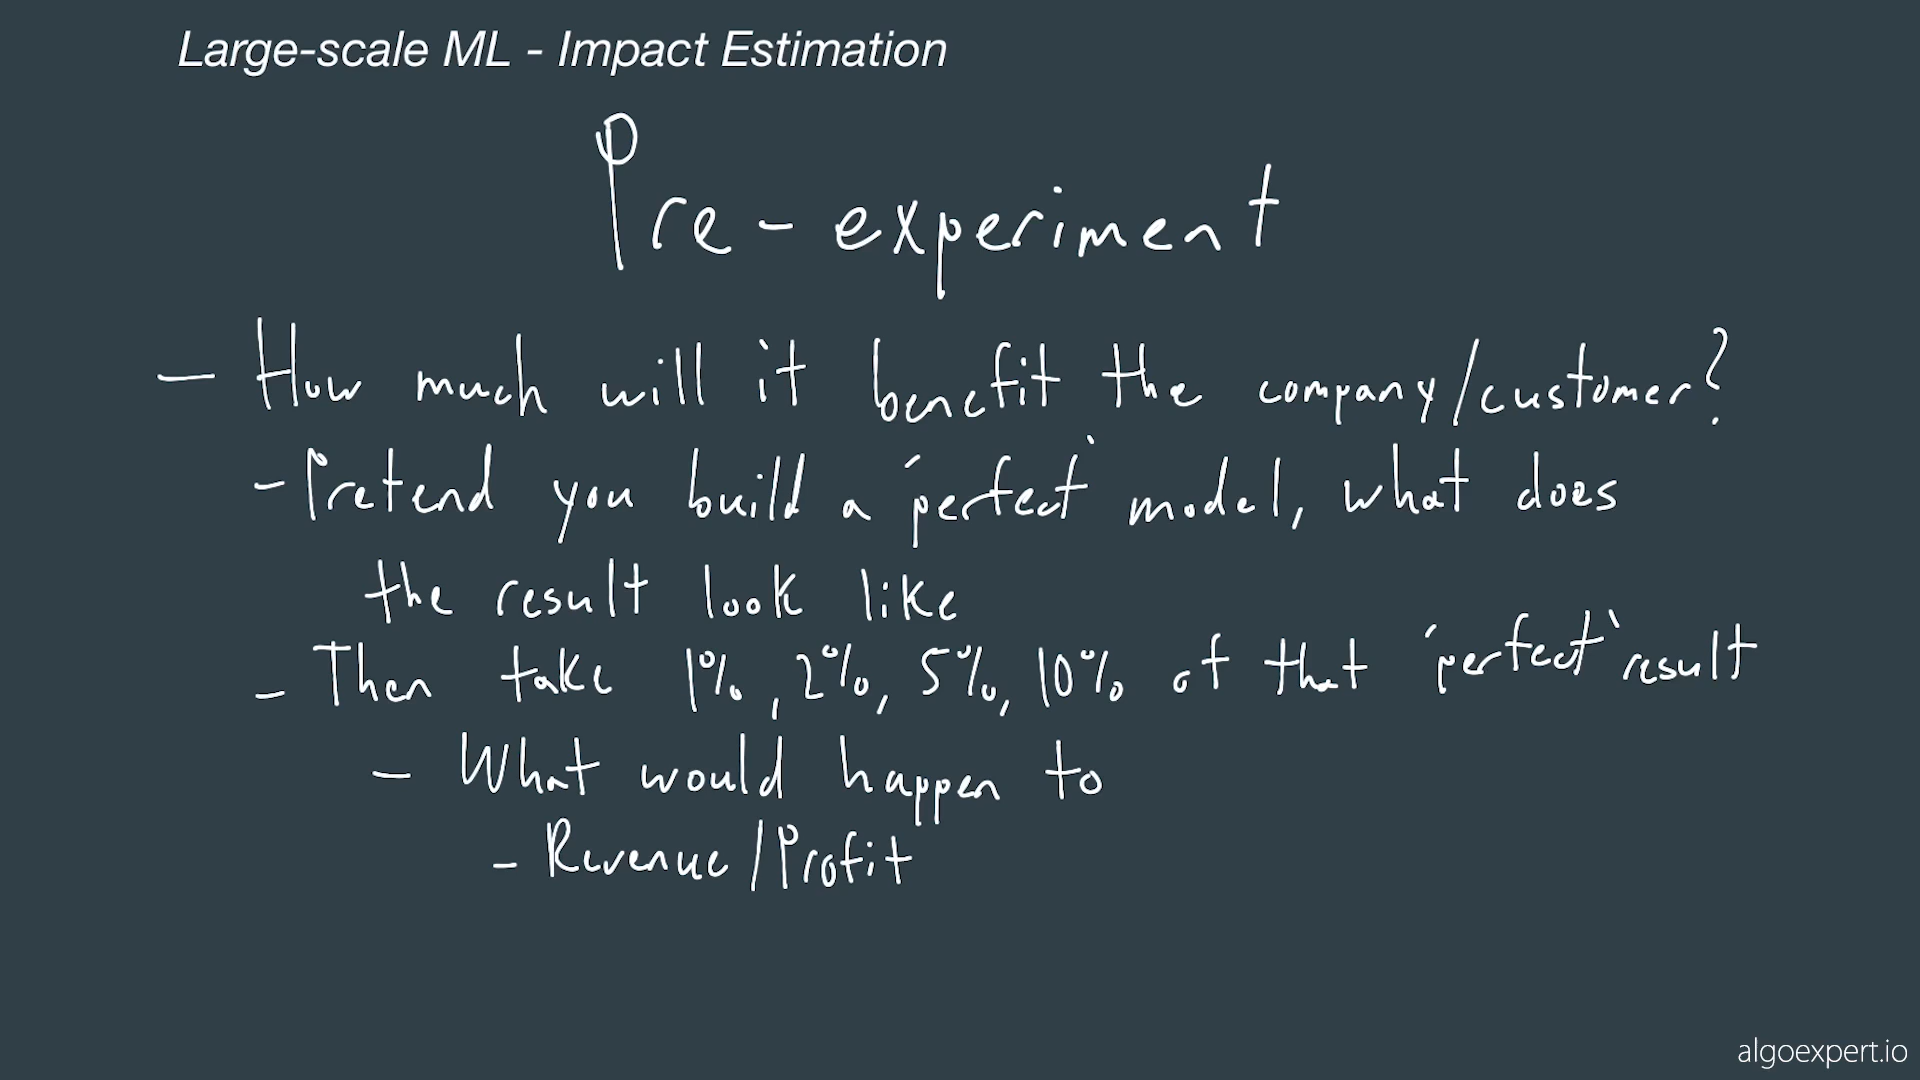 Large-scale ML - Impact Estimation
Pre-experiment
- How much will it benefit the company/customer?
- Pretend you build a 'perfect' model, what does
the result look like
- Then take 1%, 2%, 5%, 10% of that 'perfect' result
- What would happen to
- Revenue/Profit
algoexpert.io